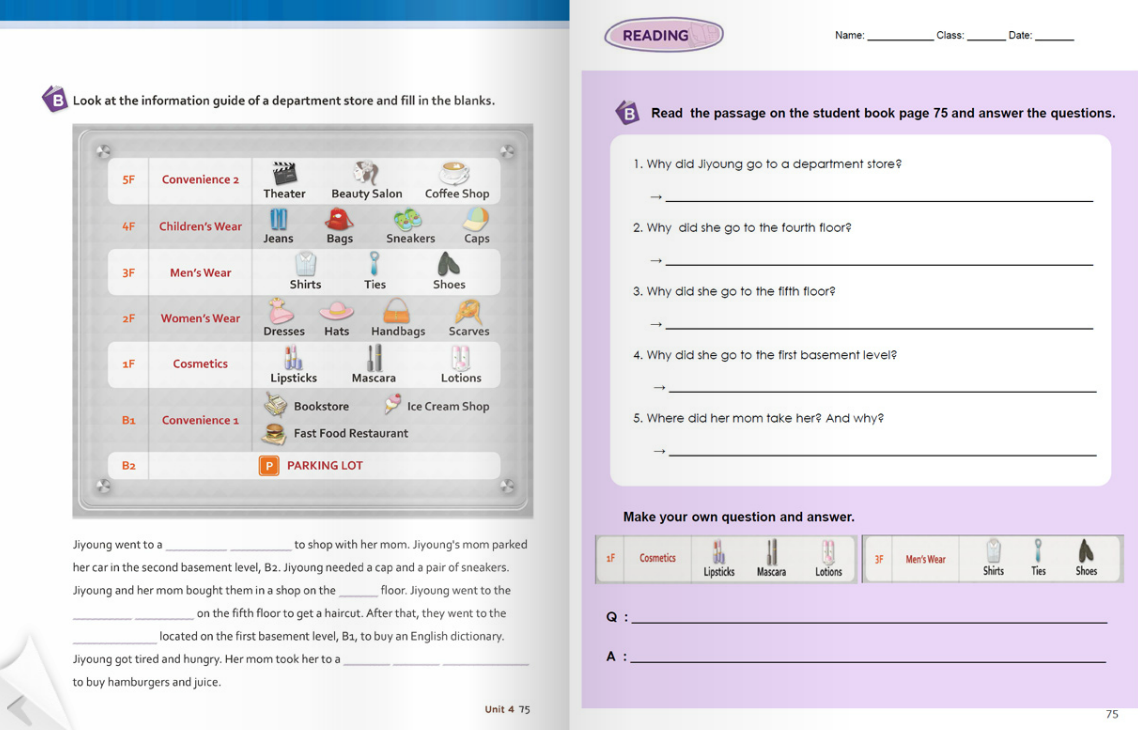 B Look at the information guide of a department store and fill in the blanks.
5F Convenience 2 Theater Beauty Salon Coffee Shop
4F Children's Wear Jeans Bags Sneakers Caps
3F Men's Wear Shirts Ties Shoes
2F Women's Wear Dresses Hats Handbags Scarves
1F Cosmetics Lipsticks Mascara Lotions
B1 Convenience 1 Bookstore Ice Cream Shop
Fast Food Restaurant
B2 P PARKING LOT
Jiyoung went to a __________ __________ to shop with her mom. Jiyoung's mom parked
her car in the second basement level, B2. Jiyoung needed a cap and a pair of sneakers.
Jiyoung and her mom bought them in a shop on the ______ floor. Jiyoung went to the
__________ __________ on the fifth floor to get a haircut. After that, they went to the
______________ located on the first basement level, B1, to buy an English dictionary.
Jiyoung got tired and hungry. Her mom took her to a ________ ________ ______________
to buy hamburgers and juice.
Unit 4 75
READING
Name: ____________ Class: _______ Date: _______
B Read the passage on the student book page 75 and answer the questions.
1. Why did Jiyoung go to a department store?
→
2. Why did she go to the fourth floor?
→
3. Why did she go to the fifth floor?
→
4. Why did she go to the first basement level?
→
5. Where did her mom take her? And why?
→
Make your own question and answer.
1F Cosmetics Lipsticks Mascara Lotions
3F Men's Wear Shirts Ties Shoes
Q :
A :
75